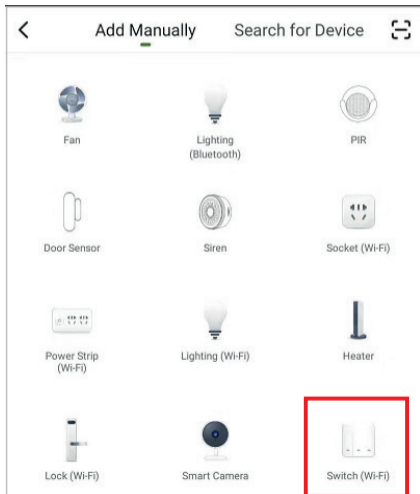 Add Manually Search for Device
Fan
Lighting
(Bluetooth)
PIR
Door Sensor
Siren
Socket (Wi-Fi)
Power Strip
(Wi-Fi)
Lighting (Wi-Fi)
Heater
Lock (Wi-Fi)
Smart Camera
Switch (Wi-Fi)